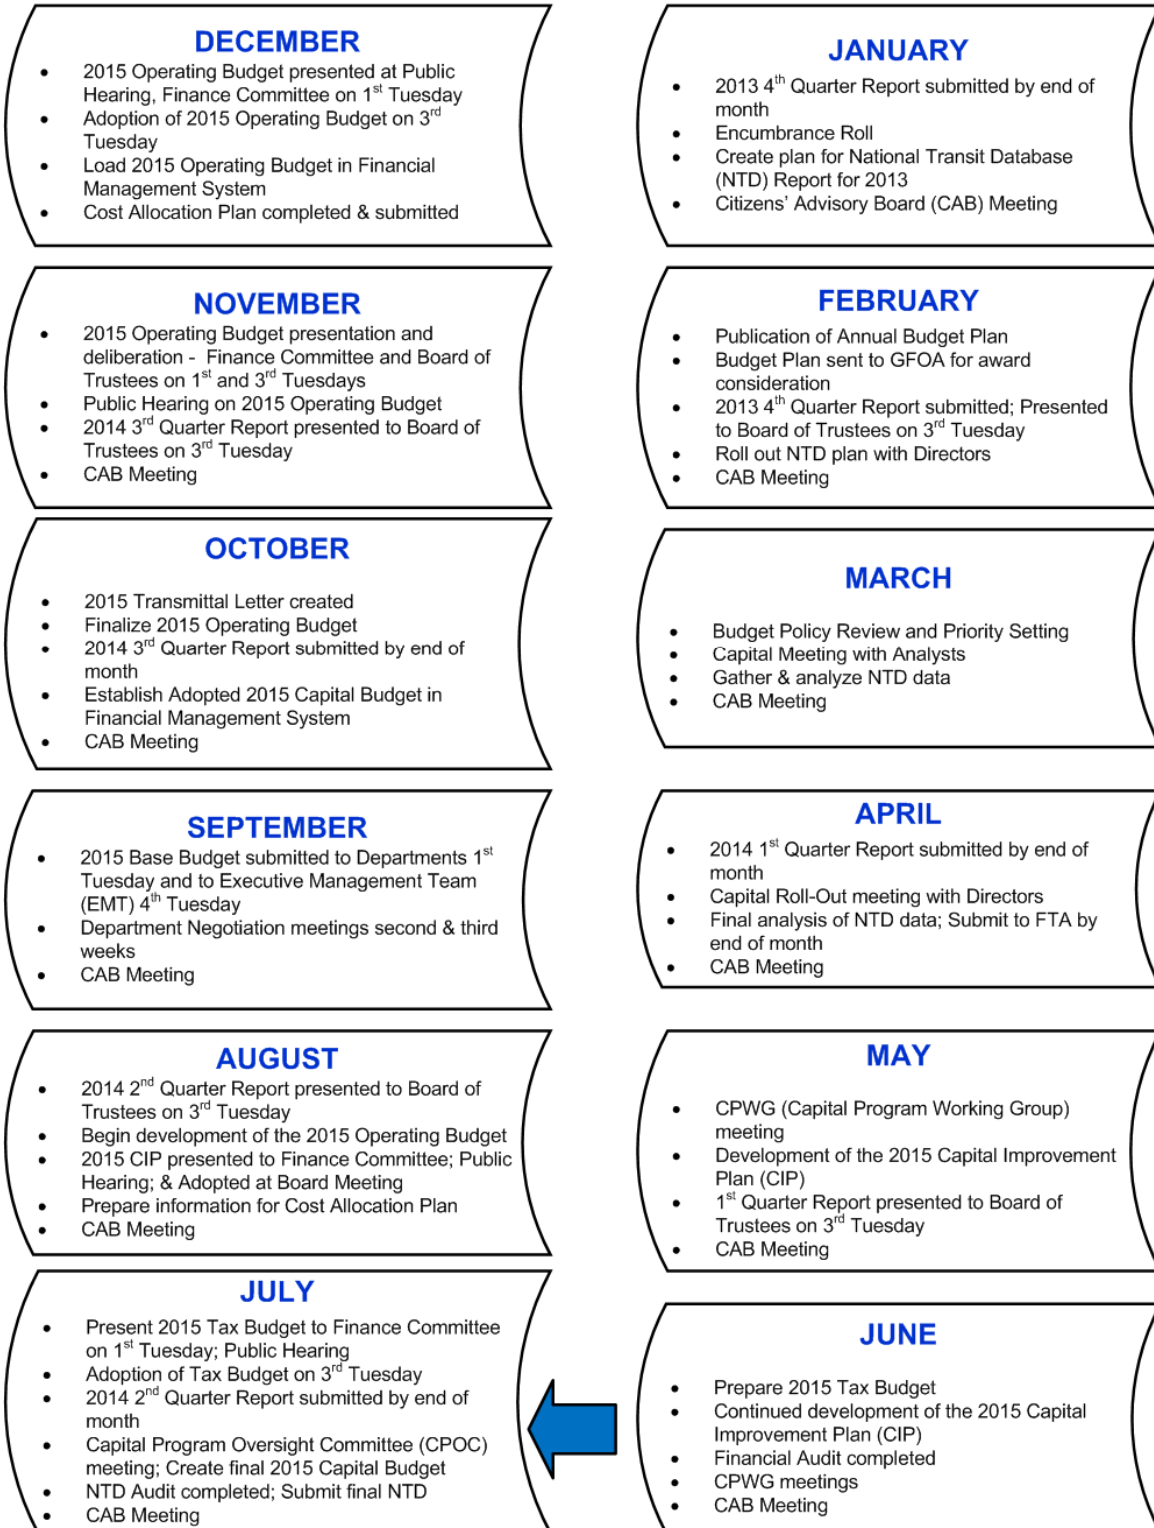 DECEMBER
• 2015 Operating Budget presented at Public
Hearing, Finance Committee on 1st Tuesday
• Adoption of 2015 Operating Budget on 3rd
Tuesday
• Load 2015 Operating Budget in Financial
Management System
• Cost Allocation Plan completed & submitted
JANUARY
• 2013 4th Quarter Report submitted by end of
month
• Encumbrance Roll
• Create plan for National Transit Database
(NTD) Report for 2013
• Citizens' Advisory Board (CAB) Meeting
NOVEMBER
• 2015 Operating Budget presentation and
deliberation - Finance Committee and Board of
Trustees on 1st and 3rd Tuesdays
• Public Hearing on 2015 Operating Budget
• 2014 3rd Quarter Report presented to Board of
Trustees on 3rd Tuesday
• CAB Meeting
FEBRUARY
• Publication of Annual Budget Plan
• Budget Plan sent to GFOA for award
consideration
• 2013 4th Quarter Report submitted; Presented
to Board of Trustees on 3rd Tuesday
• Roll out NTD plan with Directors
• CAB Meeting
OCTOBER
• 2015 Transmittal Letter created
• Finalize 2015 Operating Budget
• 2014 3rd Quarter Report submitted by end of
month
• Establish Adopted 2015 Capital Budget in
Financial Management System
• CAB Meeting
MARCH
• Budget Policy Review and Priority Setting
• Capital Meeting with Analysts
• Gather & analyze NTD data
• CAB Meeting
SEPTEMBER
• 2015 Base Budget submitted to Departments 1st
Tuesday and to Executive Management Team
(EMT) 4th Tuesday
• Department Negotiation meetings second & third
weeks
• CAB Meeting
APRIL
• 2014 1st Quarter Report submitted by end of
month
• Capital Roll-Out meeting with Directors
• Final analysis of NTD data; Submit to FTA by
end of month
• CAB Meeting
AUGUST
• 2014 2nd Quarter Report presented to Board of
Trustees on 3rd Tuesday
• Begin development of the 2015 Operating Budget
• 2015 CIP presented to Finance Committee; Public
Hearing; & Adopted at Board Meeting
• Prepare information for Cost Allocation Plan
• CAB Meeting
MAY
• CPWG (Capital Program Working Group)
meeting
• Development of the 2015 Capital Improvement
Plan (CIP)
• 1st Quarter Report presented to Board of
Trustees on 3rd Tuesday
• CAB Meeting
JULY
• Present 2015 Tax Budget to Finance Committee
on 1st Tuesday; Public Hearing
• Adoption of Tax Budget on 3rd Tuesday
• 2014 2nd Quarter Report submitted by end of
month
• Capital Program Oversight Committee (CPOC)
meeting; Create final 2015 Capital Budget
• NTD Audit completed; Submit final NTD
• CAB Meeting
JUNE
• Prepare 2015 Tax Budget
• Continued development of the 2015 Capital
Improvement Plan (CIP)
• Financial Audit completed
• CPWG meetings
• CAB Meeting